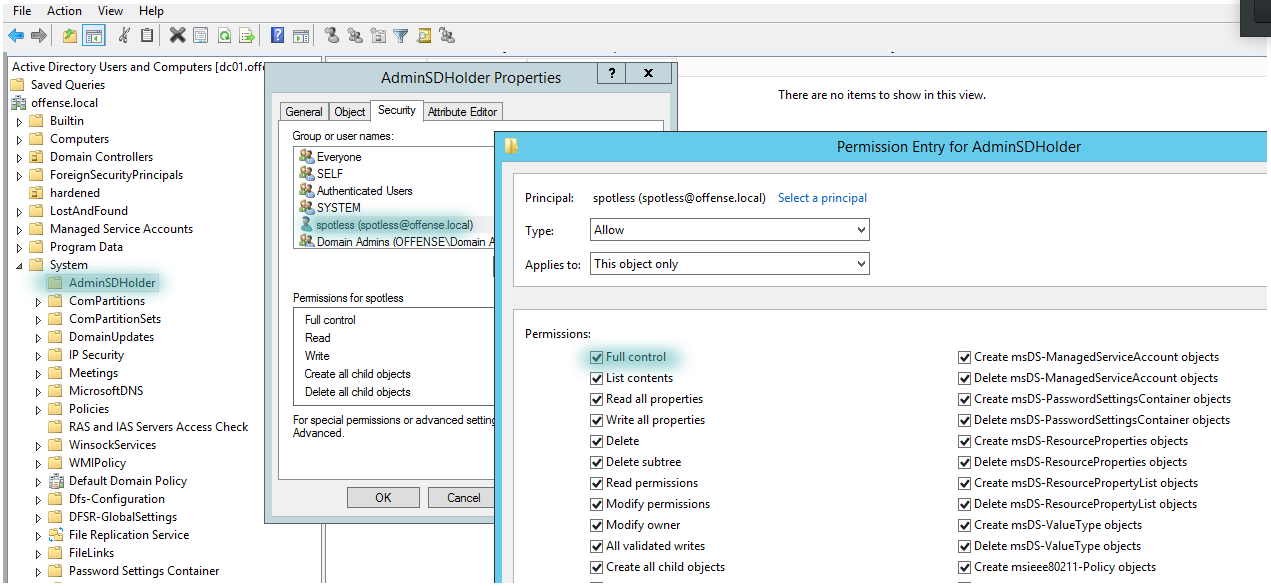 File Action View Help
Active Directory Users and Computers [dc01.offe
Saved Queries
offense.local
Builtin
Computers
Domain Controllers
ForeignSecurityPrincipals
hardened
LostAndFound
Managed Service Accounts
Program Data
System
AdminSDHolder
ComPartitions
ComPartitionSets
DomainUpdates
IP Security
Meetings
MicrosoftDNS
Policies
RAS and IAS Servers Access Check
WinsockServices
WMIPolicy
Default Domain Policy
Dfs-Configuration
DFSR-GlobalSettings
File Replication Service
FileLinks
Password Settings Container
There are no items to show in this view.
AdminSDHolder Properties
? x
General Object Security Attribute Editor
Group or user names:
Everyone
SELF
Authenticated Users
SYSTEM
spotless (spotless@offense.local)
Domain Admins (OFFENSE\Domain A
Permissions for spotless
Full control
Read
Write
Create all child objects
Delete all child objects
For special permissions or advanced setting
Advanced.
OK Cancel
Permission Entry for AdminSDHolder
Principal: spotless (spotless@offense.local) Select a principal
Type: Allow
Applies to: This object only
Permissions:
Full control
List contents
Read all properties
Write all properties
Delete
Delete subtree
Read permissions
Modify permissions
Modify owner
All validated writes
Create all child objects
Create msDS-ManagedServiceAccount objects
Delete msDS-ManagedServiceAccount objects
Create msDS-PasswordSettingsContainer objects
Delete msDS-PasswordSettingsContainer objects
Create msDS-ResourceProperties objects
Delete msDS-ResourceProperties objects
Create msDS-ResourcePropertyList objects
Delete msDS-ResourcePropertyList objects
Create msDS-ValueType objects
Delete msDS-ValueType objects
Create msieee80211-Policy objects